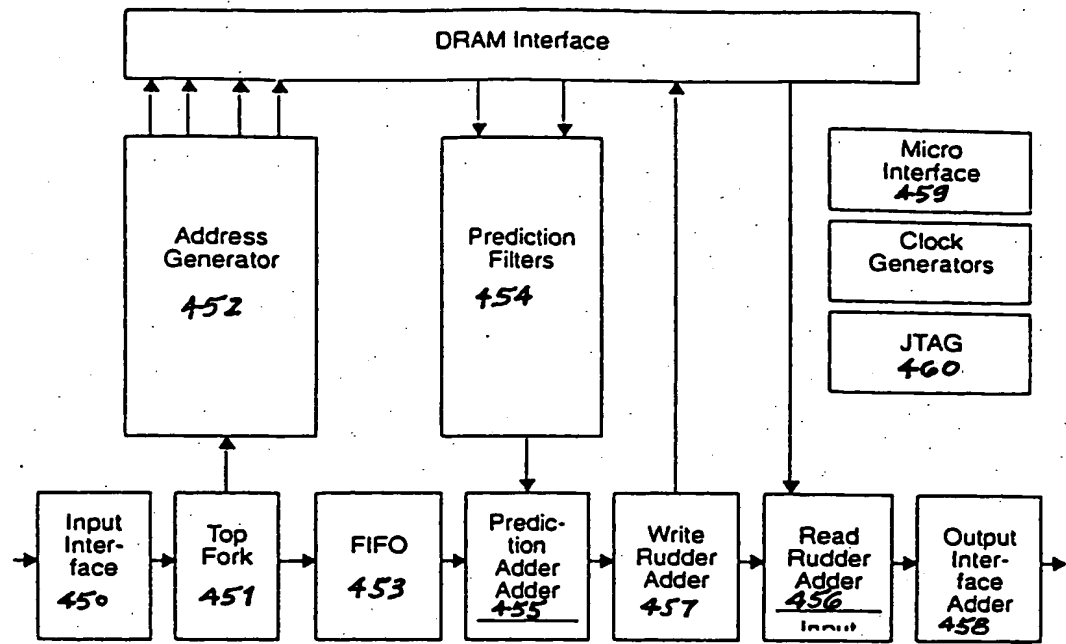 DRAM Interface
Micro
Interface
459
Clock
Generators
JTAG
460
Address
Generator
452
Prediction
Filters
454
Input
Inter-
face
450
Top
Fork
451
FIFO
453
Predic-
tion
Adder
Adder
455
Write
Rudder
Adder
457
Read
Rudder
Adder
456
Input
Output
Inter-
face
Adder
458